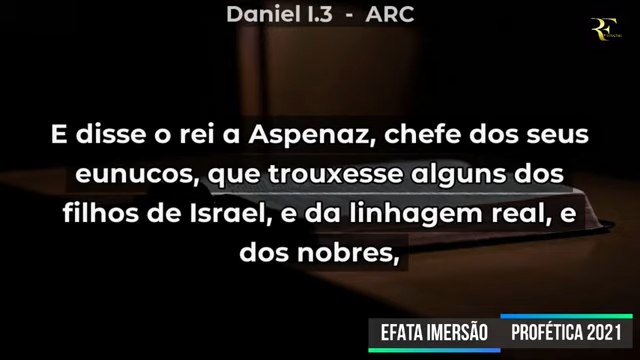 Daniel I.3 - ARC
RF
E disse o rei a Aspenaz, chefe dos seus
eunucos, que trouxesse alguns dos
filhos de Israel, e da linhagem real, e
dos nobres,
EFATA IMERSÃO PROFÉTICA 2021